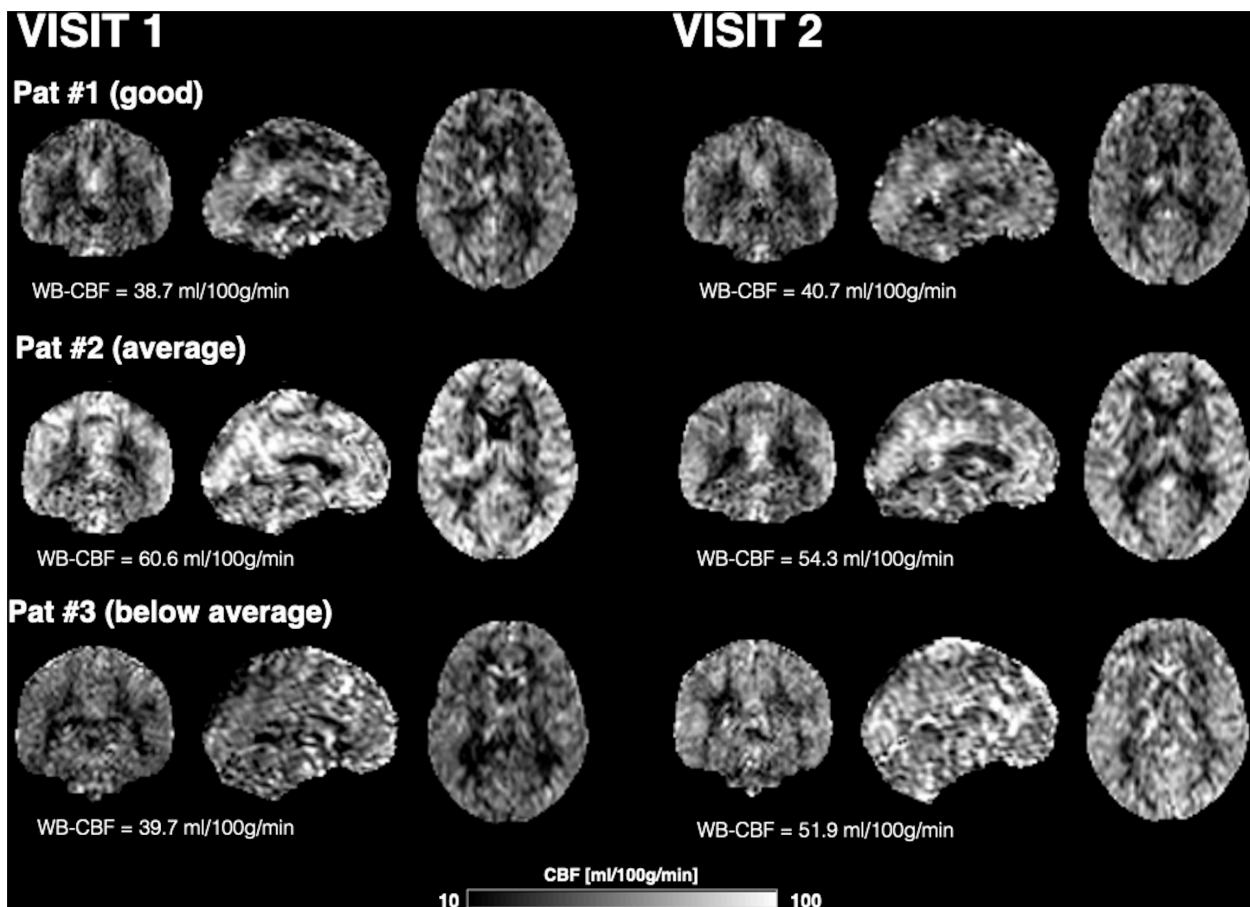 VISIT 1
VISIT 2
Pat #1 (good)
WB-CBF = 38.7 ml/100g/min
WB-CBF = 40.7 ml/100g/min
Pat #2 (average)
WB-CBF = 60.6 ml/100g/min
WB-CBF = 54.3 ml/100g/min
Pat #3 (below average)
WB-CBF = 39.7 ml/100g/min
WB-CBF = 51.9 ml/100g/min
CBF [ml/100g/min]
10
100